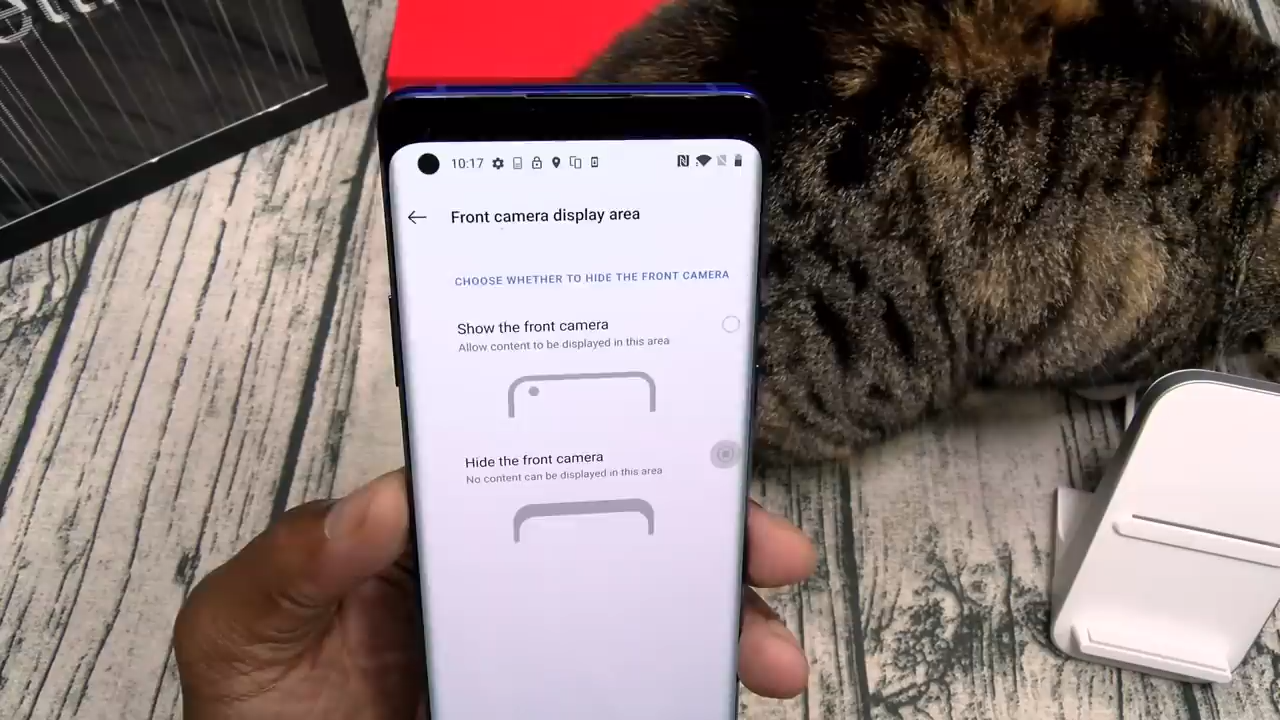 10:17
Front camera display area
CHOOSE WHETHER TO HIDE THE FRONT CAMERA
Show the front camera
Allow content to be displayed in this area
Hide the front camera
No content can be displayed in this area